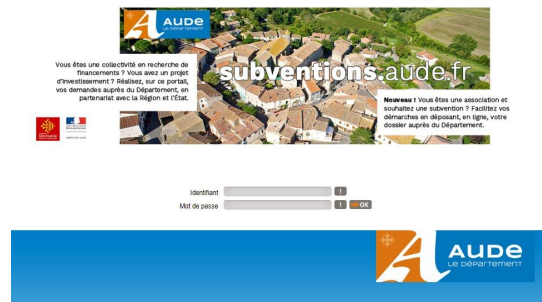 AUDE
LE DÉPARTEMENT
Vous êtes une collectivité en recherche de
financements ? Vous avez un projet
d'investissement ? Réalisez, sur ce portail,
vos demandes auprès du Département, en
partenariat avec la Région et l'État.
subventions.aude.fr
Nouveau ! Vous êtes une association et
souhaitez une subvention ? Facilitez vos
démarches en déposant, en ligne, votre
dossier auprès du Département.
Identifiant !
Mot de passe ! OK
AUDE
LE DÉPARTEMENT